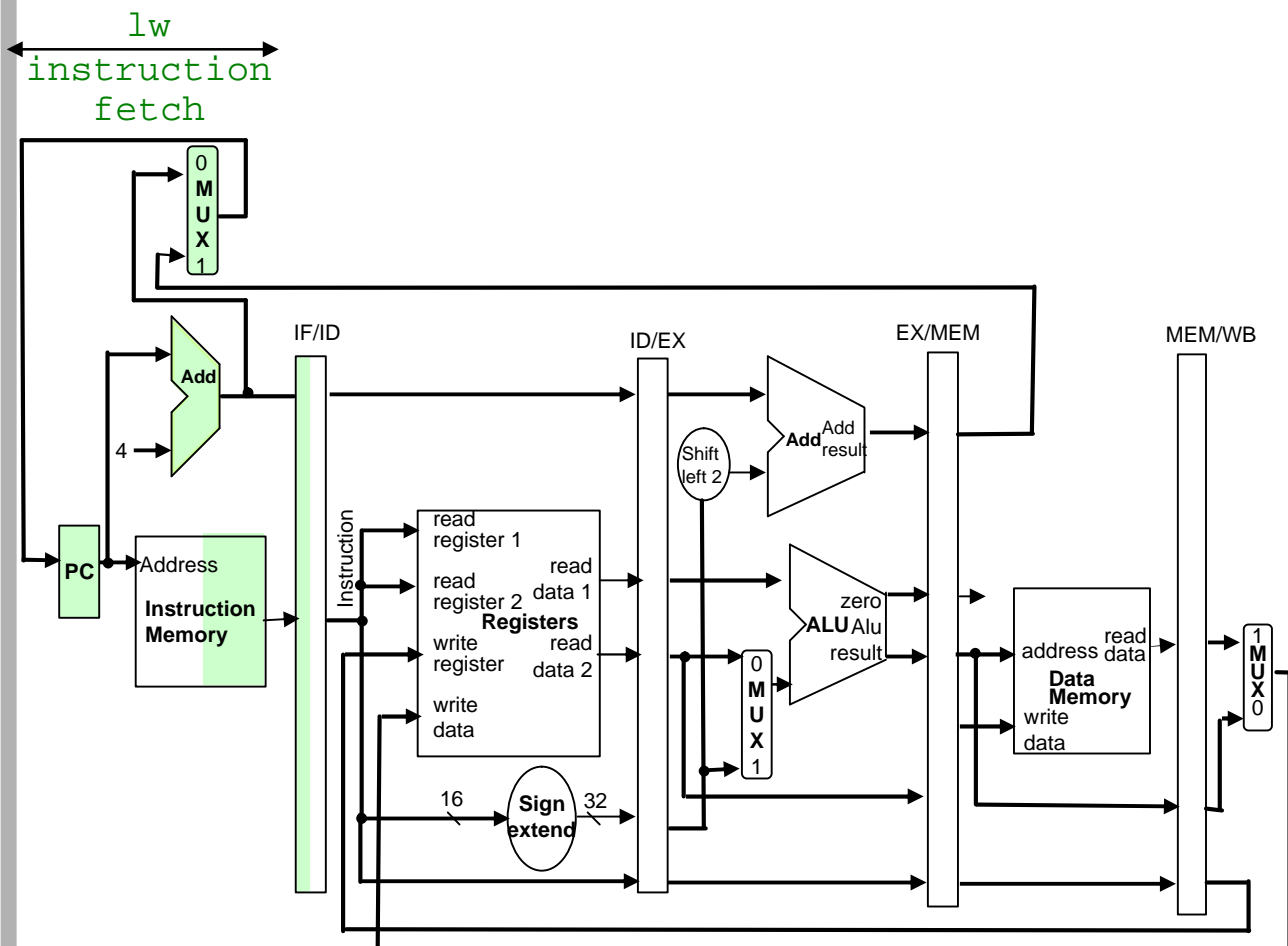 lw
instruction
fetch
0
M
U
X
1
IF/ID
ID/EX
EX/MEM
MEM/WB
Add
4
Add
Add
result
Shift
left 2
PC
Address
Instruction
Memory
Instruction
read
register 1
read
register 2
Registers
write
register
write
data
read
data 1
read
data 2
16
Sign
extend
32
0
M
U
X
1
zero
ALU
Alu
result
address
read
data
Data
Memory
write
data
1
M
U
X
0